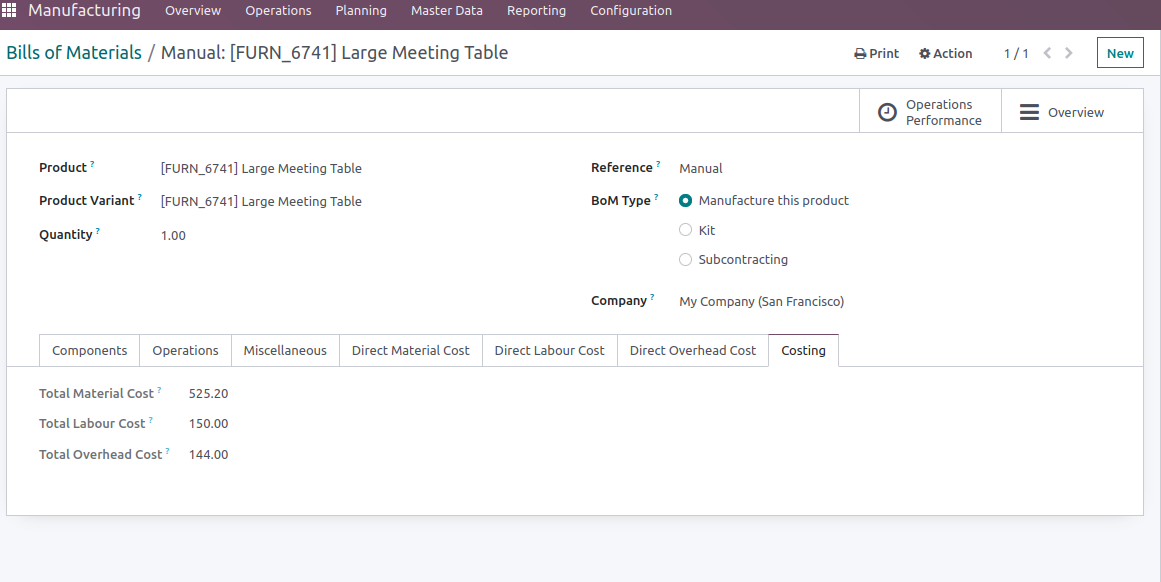 Manufacturing Overview Operations Planning Master Data Reporting Configuration
Bills of Materials / Manual: [FURN_6741] Large Meeting Table Print Action 1 / 1 New
Operations Performance Overview
Product ? [FURN_6741] Large Meeting Table Reference ? Manual
Product Variant ? [FURN_6741] Large Meeting Table BoM Type ? Manufacture this product
Quantity ? 1.00 Kit
Subcontracting
Company ? My Company (San Francisco)
Components Operations Miscellaneous Direct Material Cost Direct Labour Cost Direct Overhead Cost Costing
Total Material Cost ? 525.20
Total Labour Cost ? 150.00
Total Overhead Cost ? 144.00